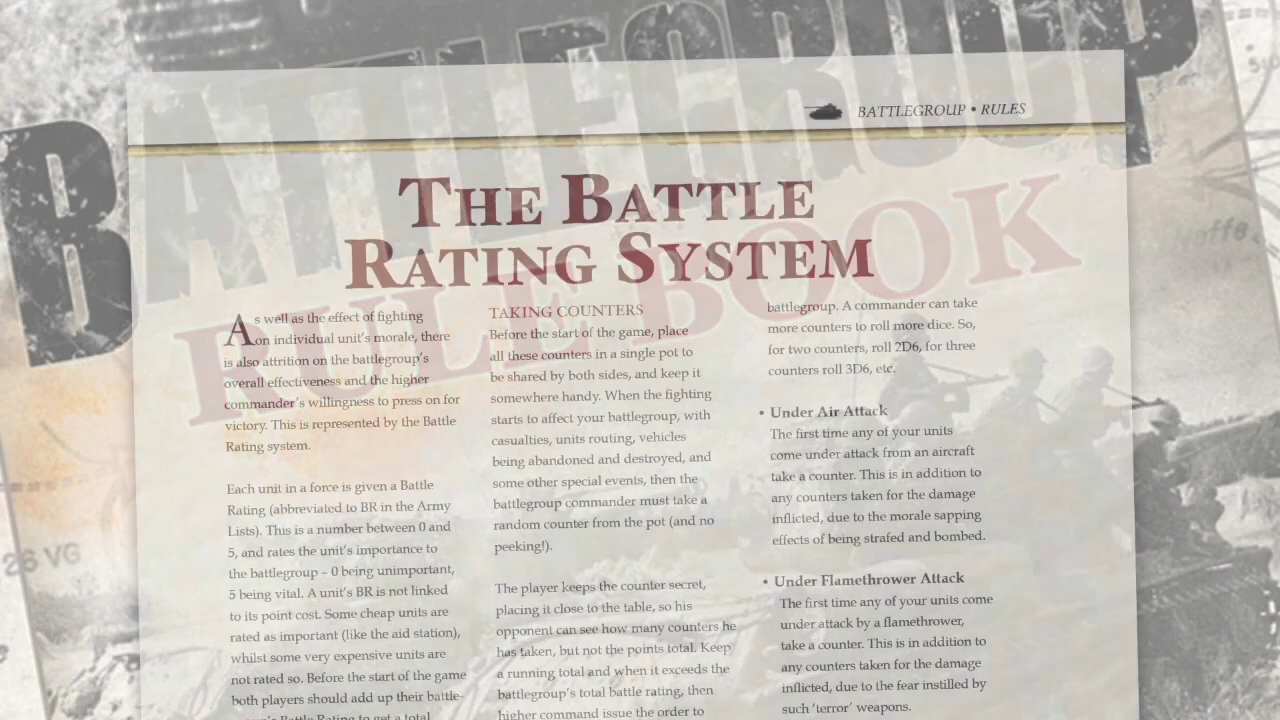 BATTLEGROUP
RULE BOOK
BATTLEGROUP • RULES
THE BATTLE
RATING SYSTEM
As well as the effect of fighting
on individual unit's morale, there
is also attrition on the battlegroup's
overall effectiveness and the higher
commander's willingness to press on for
victory. This is represented by the Battle
Rating system.
Each unit in a force is given a Battle
Rating (abbreviated to BR in the Army
Lists). This is a number between 0 and
5, and rates the unit's importance to
the battlegroup – 0 being unimportant,
5 being vital. A unit's BR is not linked
to its point cost. Some cheap units are
rated as important (like the aid station),
whilst some very expensive units are
not rated so. Before the start of the game
both players should add up their battle-
Battle Rating to get a total
TAKING COUNTERS
Before the start of the game, place
all these counters in a single pot to
be shared by both sides, and keep it
somewhere handy. When the fighting
starts to affect your battlegroup, with
casualties, units routing, vehicles
being abandoned and destroyed, and
some other special events, then the
battlegroup commander must take a
random counter from the pot (and no
peeking!).
The player keeps the counter secret,
placing it close to the table, so his
opponent can see how many counters he
has taken, but not the points total. Keep
a running total and when it exceeds the
battlegroup's total battle rating, then
higher command issue the order to
battlegroup. A commander can take
more counters to roll more dice. So,
for two counters, roll 2D6, for three
counters roll 3D6, etc.
• Under Air Attack
The first time any of your units
come under attack from an aircraft
take a counter. This is in addition to
any counters taken for the damage
inflicted, due to the morale sapping
effects of being strafed and bombed.
• Under Flamethrower Attack
The first time any of your units come
under attack by a flamethrower,
take a counter. This is in addition to
any counters taken for the damage
inflicted, due to the fear instilled by
such 'terror' weapons.
26 VG